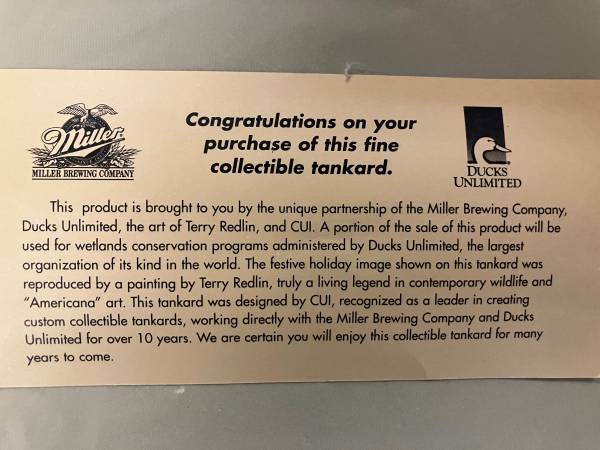 Miller
MILLER BREWING COMPANY
Congratulations on your
purchase of this fine
collectible tankard.
DUCKS
UNLIMITED
This product is brought to you by the unique partnership of the Miller Brewing Company,
Ducks Unlimited, the art of Terry Redlin, and CUI. A portion of the sale of this product will be
used for wetlands conservation programs administered by Ducks Unlimited, the largest
organization of its kind in the world. The festive holiday image shown on this tankard was
reproduced by a painting by Terry Redlin, truly a living legend in contemporary wildlife and
“Americana” art. This tankard was designed by CUI, recognized as a leader in creating
custom collectible tankards, working directly with the Miller Brewing Company and Ducks
Unlimited for over 10 years. We are certain you will enjoy this collectible tankard for many
years to come.